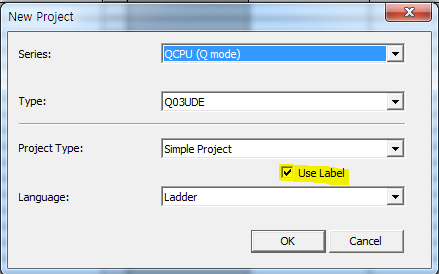 New Project
Series:
QCPU (Q mode)
Type:
Q03UDE
Project Type:
Simple Project
Use Label
Language:
Ladder
OK
Cancel